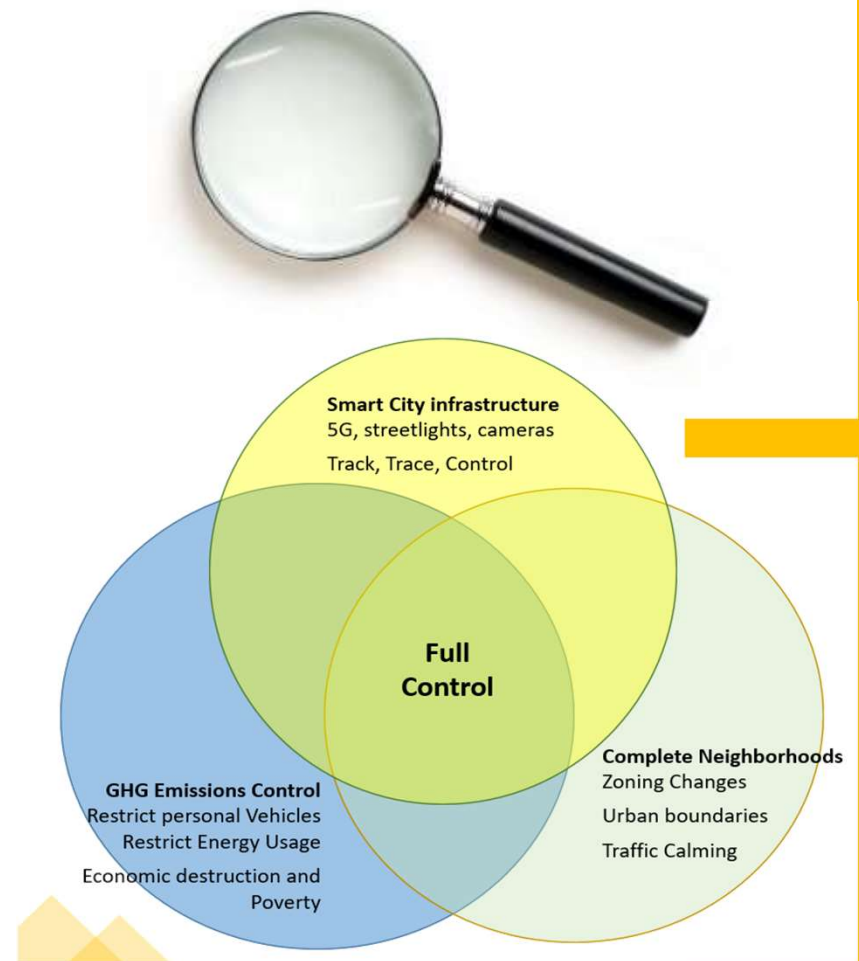 Smart City infrastructure
5G, streetlights, cameras
Track, Trace, Control
Full
Control
GHG Emissions Control
Restrict personal Vehicles
Restrict Energy Usage
Economic destruction and
Poverty
Complete Neighborhoods
Zoning Changes
Urban boundaries
Traffic Calming